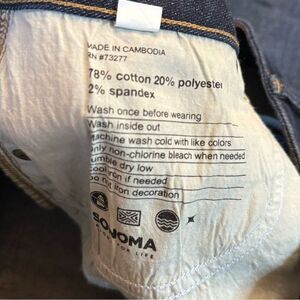 MADE IN CAMBODIA
RN #73277
78% cotton 20% polyester
2% spandex
Wash once before wearing
Wash inside out
Machine wash cold with like colors
only non-chlorine bleach when needed
tumble dry low
cool iron if needed
do not iron decoration
SONOMA
FOR LIFE